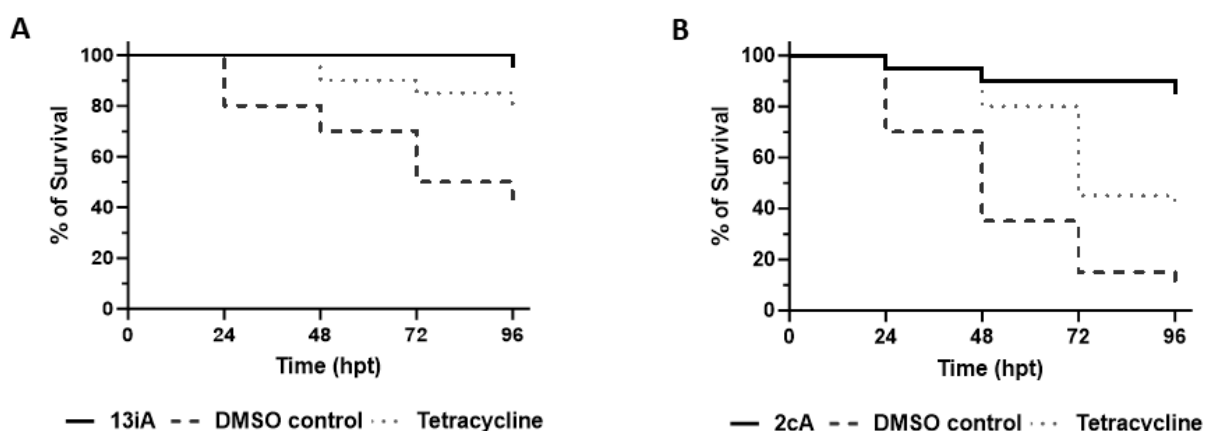 A
100
80
60
40
20
0
% of Survival
0 24 48 72 96
Time (hpt)
13iA DMSO control Tetracycline
B
100
80
60
40
20
0
% of Survival
0 24 48 72 96
Time (hpt)
2cA DMSO control Tetracycline